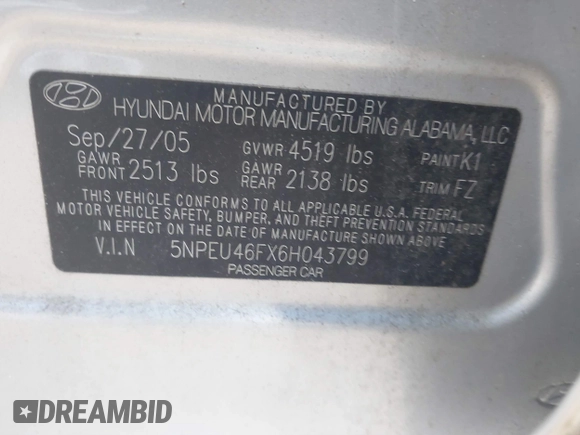 MANUFACTURED BY
HYUNDAI MOTOR MANUFACTURING ALABAMA, LLC
Sep/27/05 GVWR 4519 lbs PAINT K1
GAWR FRONT 2513 lbs GAWR REAR 2138 lbs TRIM FZ
THIS VEHICLE CONFORMS TO ALL APPLICABLE U.S.A. FEDERAL
MOTOR VEHICLE SAFETY, BUMPER, AND THEFT PREVENTION STANDARDS
IN EFFECT ON THE DATE OF MANUFACTURE SHOWN ABOVE.
V.I.N 5NPEU46FX6H043799
PASSENGER CAR
DREAMBID